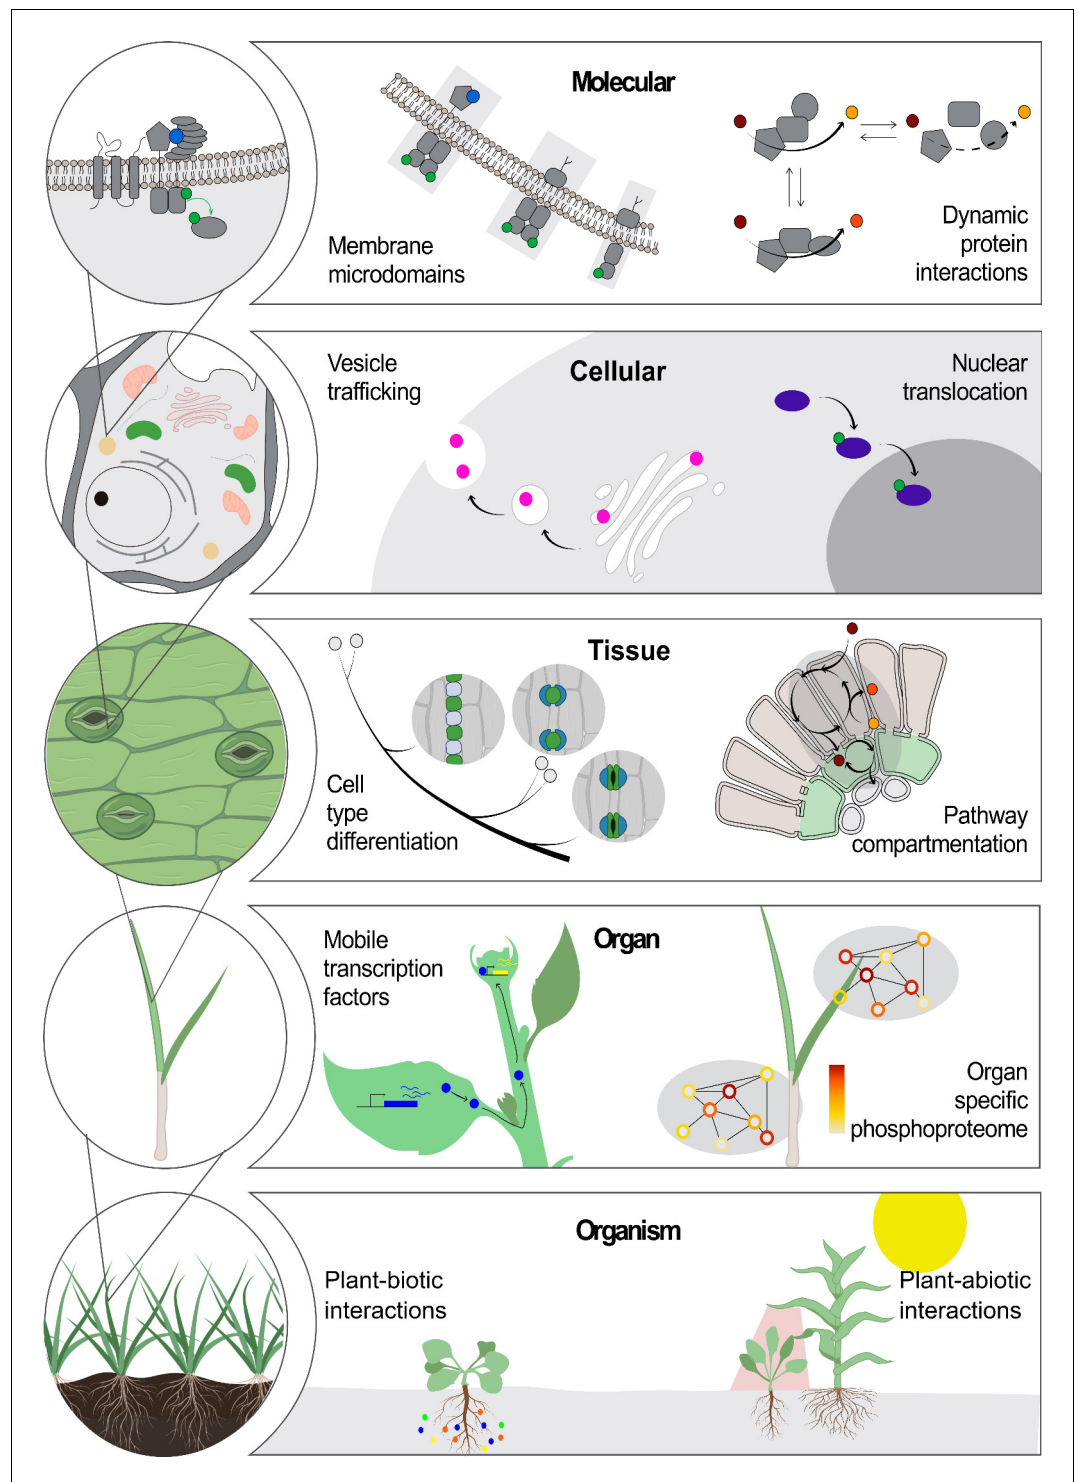 Molecular
Membrane
microdomains
Dynamic
protein
interactions
Cellular
Vesicle
trafficking
Nuclear
translocation
Tissue
Cell
type
differentiation
Pathway
compartmentation
Organ
Mobile
transcription
factors
Organ
specific
phosphoproteome
Organism
Plant-biotic
interactions
Plant-abiotic
interactions